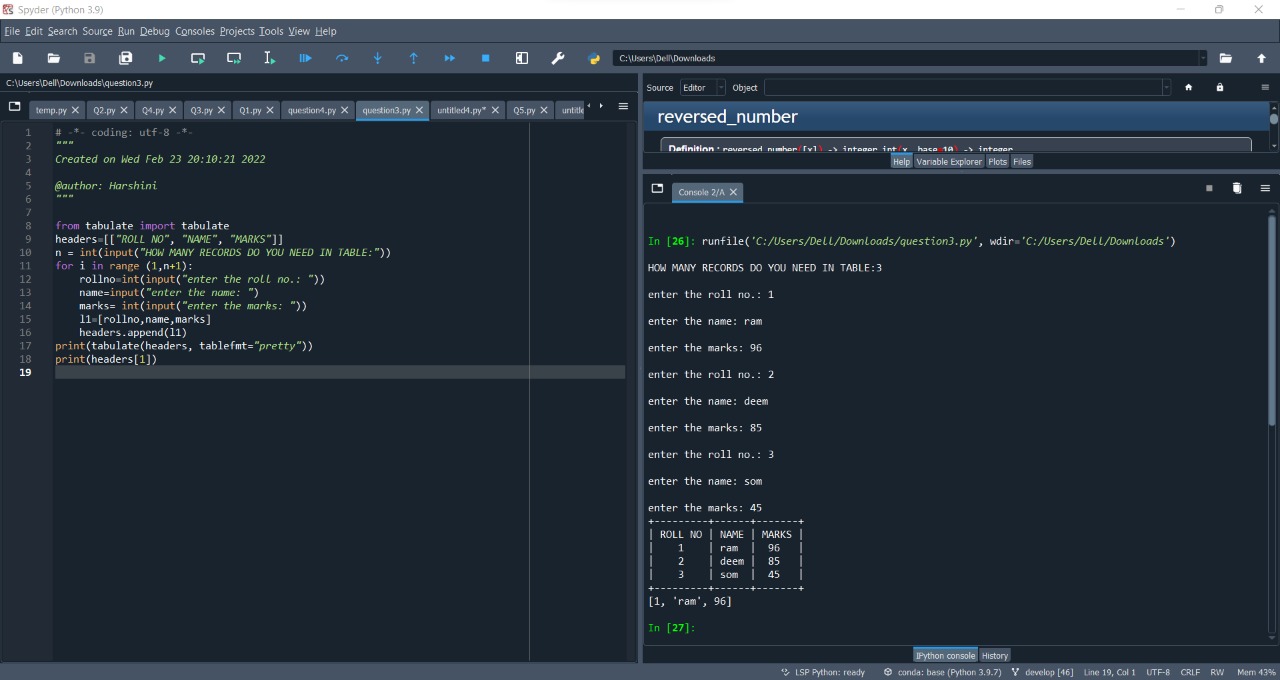 Spyder (Python 3.9)
File Edit Search Source Run Debug Consoles Projects Tools View Help
C:\Users\Dell\Downloads
C:\Users\Dell\Downloads\question3.py
temp.py Q2.py Q4.py Q3.py Q1.py question4.py question3.py untitled4.py* Q5.py untitle
1 # -*- coding: utf-8 -*-
2 """
3 Created on Wed Feb 23 20:10:21 2022
4
5 @author: Harshini
6 """
7
8 from tabulate import tabulate
9 headers=[["ROLL NO", "NAME", "MARKS"]]
10 n = int(input("HOW MANY RECORDS DO YOU NEED IN TABLE:"))
11 for i in range (1,n+1):
12     rollno=int(input("enter the roll no.: "))
13     name=input("enter the name: ")
14     marks= int(input("enter the marks: "))
15     l1=[rollno,name,marks]
16     headers.append(l1)
17 print(tabulate(headers, tablefmt="pretty"))
18 print(headers[1])
19
Source Editor Object
reversed_number
Definition : reversed_number([x]) -> integer int(x, base=10) -> integer
Help Variable Explorer Plots Files
Console 2/A
In [26]: runfile('C:/Users/Dell/Downloads/question3.py', wdir='C:/Users/Dell/Downloads')
HOW MANY RECORDS DO YOU NEED IN TABLE:3
enter the roll no.: 1
enter the name: ram
enter the marks: 96
enter the roll no.: 2
enter the name: deem
enter the marks: 85
enter the roll no.: 3
enter the name: som
enter the marks: 45
+---------+------+-------+
| ROLL NO | NAME | MARKS |
|    1    | ram  |  96   |
|    2    | deem |  85   |
|    3    | som  |  45   |
+---------+------+-------+
[1, 'ram', 96]
In [27]:
IPython console History
LSP Python: ready conda: base (Python 3.9.7) develop [46] Line 19, Col 1 UTF-8 CRLF RW Mem 43%